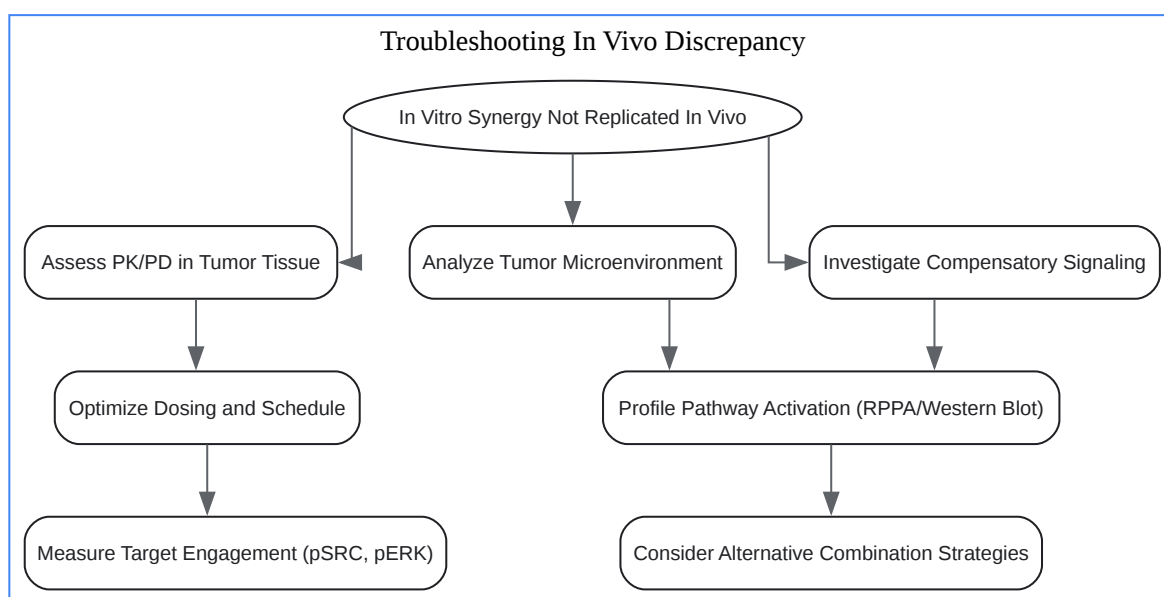 Troubleshooting In Vivo Discrepancy
In Vitro Synergy Not Replicated In Vivo
Assess PK/PD in Tumor Tissue
Analyze Tumor Microenvironment
Investigate Compensatory Signaling
Optimize Dosing and Schedule
Profile Pathway Activation (RPPA/Western Blot)
Measure Target Engagement (pSRC, pERK)
Consider Alternative Combination Strategies